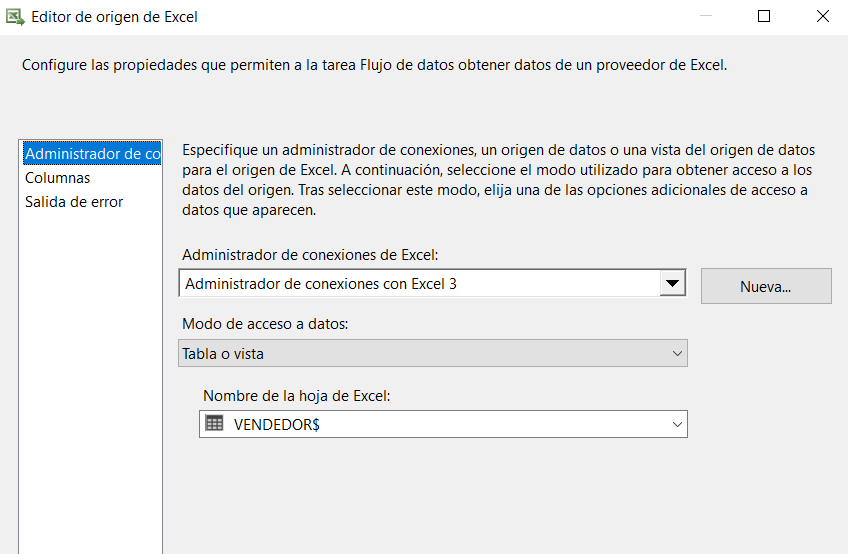 Editor de origen de Excel
Configure las propiedades que permiten a la tarea Flujo de datos obtener datos de un proveedor de Excel.
Administrador de co
Columnas
Salida de error
Especifique un administrador de conexiones, un origen de datos o una vista del origen de datos
para el origen de Excel. A continuación, seleccione el modo utilizado para obtener acceso a los
datos del origen. Tras seleccionar este modo, elija una de las opciones adicionales de acceso a
datos que aparecen.
Administrador de conexiones de Excel:
Administrador de conexiones con Excel 3
Nueva...
Modo de acceso a datos:
Tabla o vista
Nombre de la hoja de Excel:
VENDEDOR$